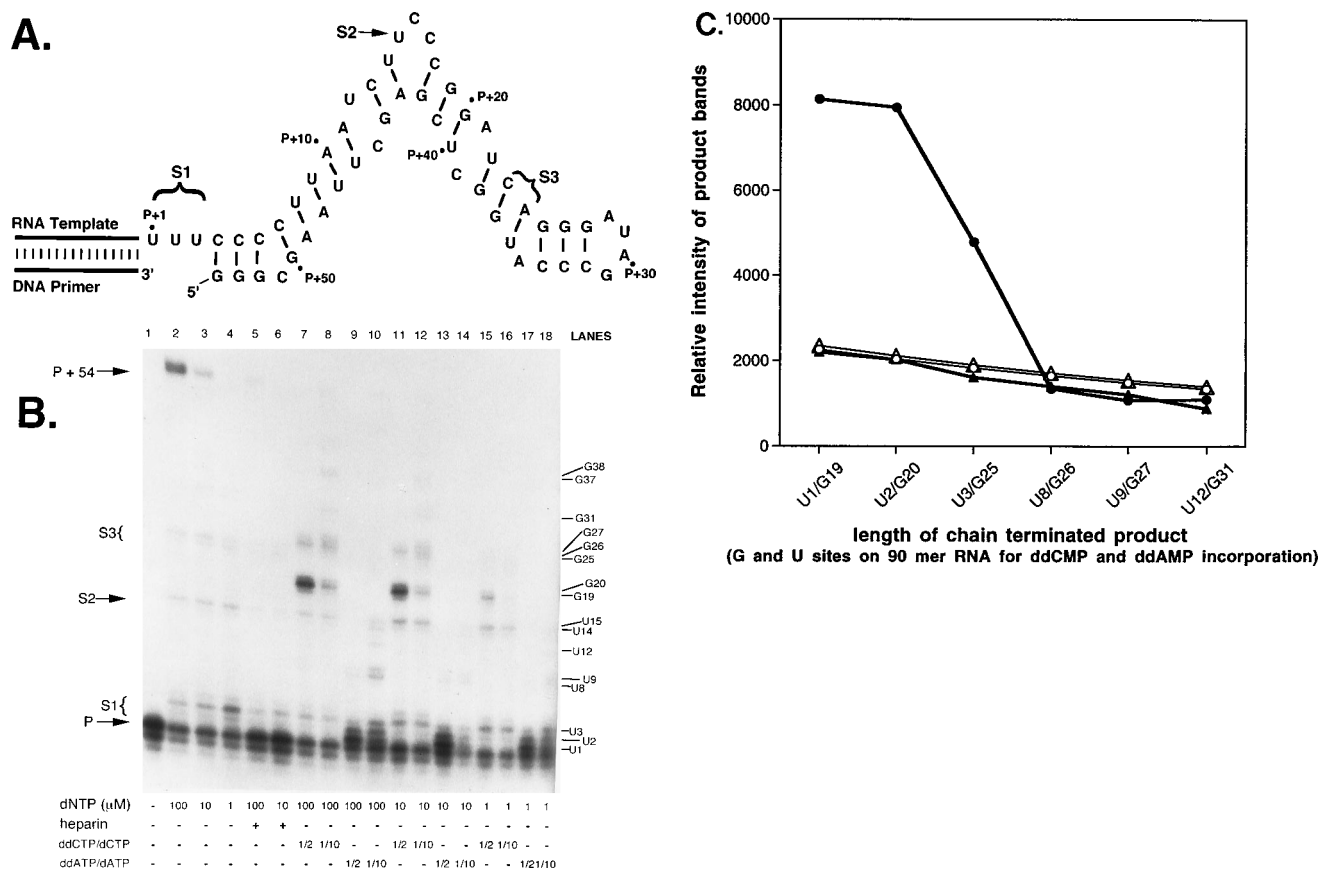 A.
S2
U C C
U C
C A G G
P+20
U G C G A
A C U U
P+10
P+40
A U C C S3
U U G A
S1
U A G G G G A U
RNA Template
P+1
U U U C C C C
A
U
A
3'
5'
G G G C
G
P+50
A C C C G
P+30
DNA Primer
B.
1 2 3 4 5 6 7 8 9 10 11 12 13 14 15 16 17 18 LANES
P + 54
S3{
S2
S1{
P
G38
G37
G31
G27
G26
G25
G20
G19
U15
U14
U12
U9
U8
U3
U2
U1
dNTP (μM) - 100 10 1 100 10 100 100 100 100 10 10 10 10 1 1 1 1
heparin - - - - + + - - - - - - - - - - - -
ddCTP/dCTP - - - - - - 1/2 1/10 - - 1/2 1/10 - - 1/2 1/10 - -
ddATP/dATP - - - - - - - - 1/2 1/10 - - 1/2 1/10 - - 1/2 1/10
C.
Relative intensity of product bands
10000
8000
6000
4000
2000
0
U1/G19
U2/G20
U3/G25
U8/G26
U9/G27
U12/G31
length of chain terminated product
(G and U sites on 90 mer RNA for ddCMP and ddAMP incorporation)